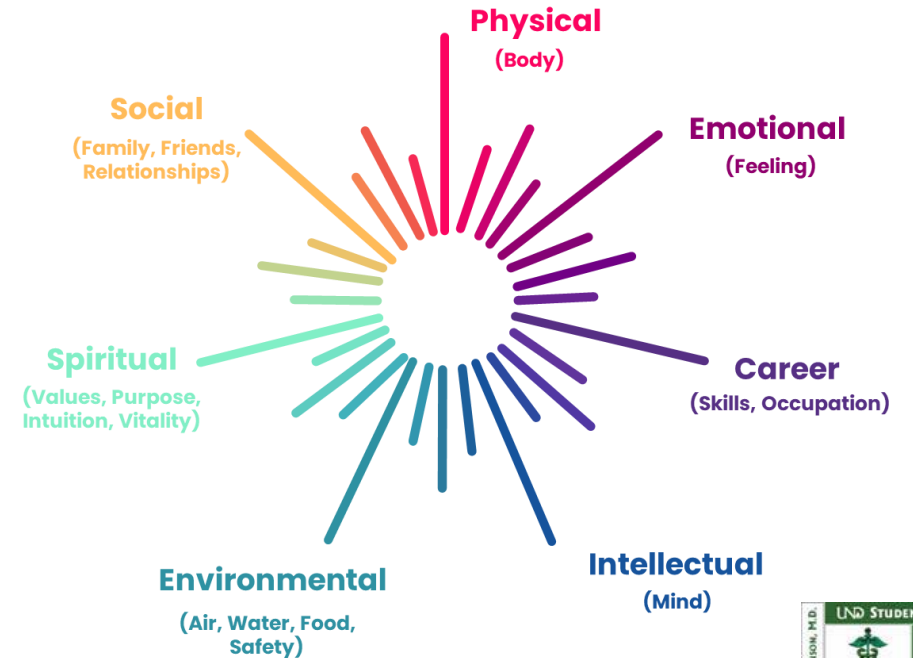 Physical
(Body)
Social
(Family, Friends,
Relationships)
Emotional
(Feeling)
Spiritual
(Values, Purpose,
Intuition, Vitality)
Career
(Skills, Occupation)
Environmental
(Air, Water, Food,
Safety)
Intellectual
(Mind)
UND STUDEN
M.D.